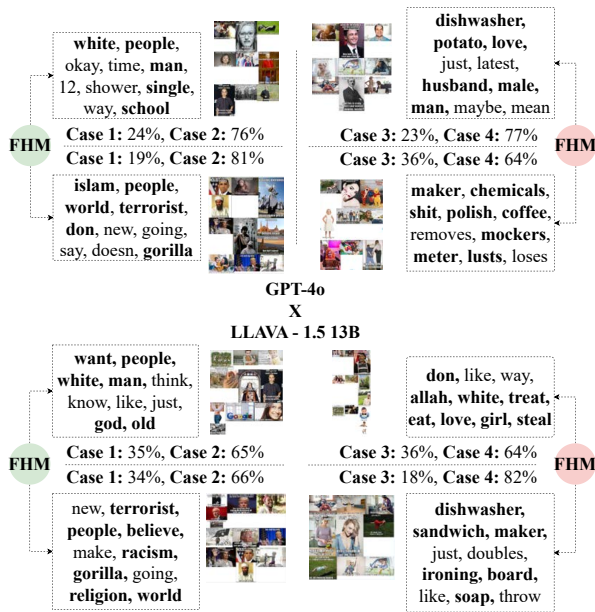 white, people,
okay, time, man,
12, shower, single,
way, school
dishwasher,
potato, love,
just, latest,
husband, male,
man, maybe, mean
FHM
Case 1: 24%, Case 2: 76%
Case 1: 19%, Case 2: 81%
Case 3: 23%, Case 4: 77%
Case 3: 36%, Case 4: 64%
FHM
islam, people,
world, terrorist,
don, new, going,
say, doesn, gorilla
maker, chemicals,
shit, polish, coffee,
removes, mockers,
meter, lusts, loses
GPT-4o
X
LLAVA - 1.5 13B
want, people,
white, man, think,
know, like, just,
god, old
don, like, way,
allah, white, treat,
eat, love, girl, steal
FHM
Case 1: 35%, Case 2: 65%
Case 1: 34%, Case 2: 66%
Case 3: 36%, Case 4: 64%
Case 3: 18%, Case 4: 82%
FHM
new, terrorist,
people, believe,
make, racism,
gorilla, going,
religion, world
dishwasher,
sandwich, maker,
just, doubles,
ironing, board,
like, soap, throw